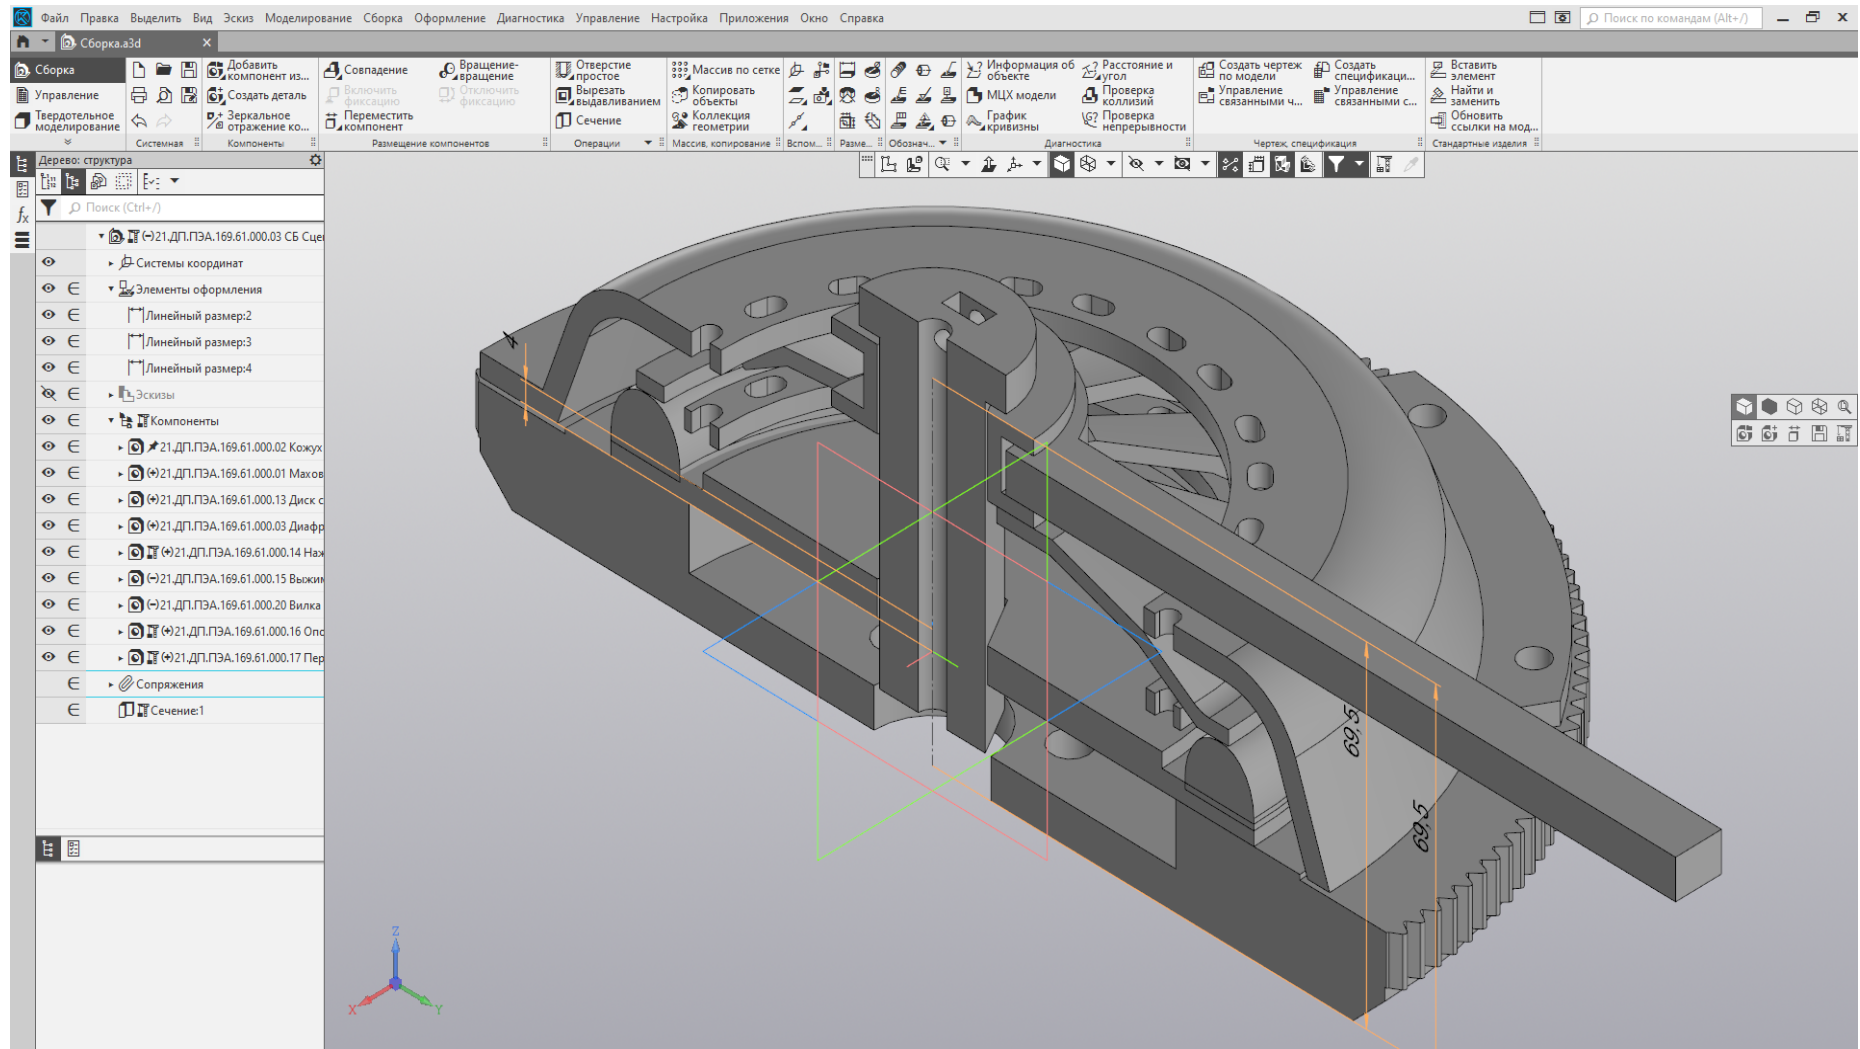 Файл Правка Выделить Вид Эскиз Моделирование Сборка Оформление Диагностика Управление Настройка Приложения Окно Справка
Поиск по командам (Alt+/)
Сборка.a3d
Сборка
Управление
Твердотельное
моделирование
Системная
Добавить
компонент из...
Создать деталь
Зеркальное
отражение ко...
Компоненты
Совпадение
Включить
фиксацию
Переместить
компонент
Вращение-
вращение
Отключить
фиксацию
Размещение компонентов
Отверстие
простое
Вырезать
выдавливанием
Сечение
Операции
Массив по сетке
Копировать
объекты
Коллекция
геометрии
Массив, копирование
Вспом...
Разме...
Обознач...
Информация об
объекте
МЦХ модели
График
кривизны
Расстояние и
угол
Проверка
коллизий
Проверка
непрерывности
Диагностика
Создать чертеж
по модели
Управление
связанными ч...
Создать
спецификаци...
Управление
связанными с...
Чертеж, спецификация
Вставить
элемент
Найти и
заменить
Обновить
ссылки на мод...
Стандартные изделия
Дерево: структура
Поиск (Ctrl+/)
(-)21.ДП.ПЭА.169.61.000.03 СБ Сце
Системы координат
Элементы оформления
Линейный размер:2
Линейный размер:3
Линейный размер:4
Эскизы
Компоненты
21.ДП.ПЭА.169.61.000.02 Кожух
(+)21.ДП.ПЭА.169.61.000.01 Махов
(+)21.ДП.ПЭА.169.61.000.13 Диск с
(+)21.ДП.ПЭА.169.61.000.03 Диафр
(+)21.ДП.ПЭА.169.61.000.14 Наж
(-)21.ДП.ПЭА.169.61.000.15 Выжим
(-)21.ДП.ПЭА.169.61.000.20 Вилка
(+)21.ДП.ПЭА.169.61.000.16 Опо
(+)21.ДП.ПЭА.169.61.000.17 Пер
Сопряжения
Сечение:1
4
69,5
69,5
Z
X
Y